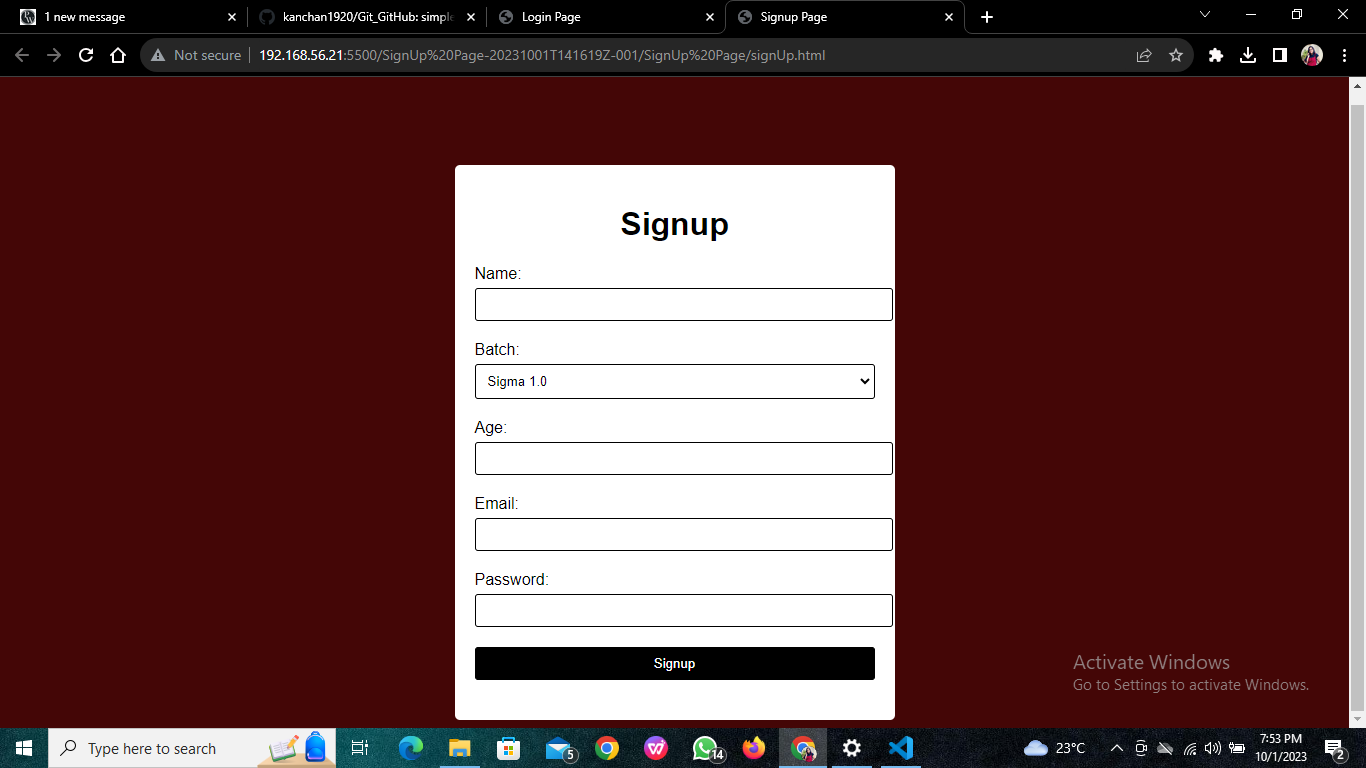 1 new message
kanchan1920/Git_GitHub: simple
Login Page
Signup Page
Not secure
192.168.56.21:5500/SignUp%20Page-20231001T141619Z-001/SignUp%20Page/signUp.html
Signup
Name:
Batch:
Sigma 1.0
Age:
Email:
Password:
Signup
Activate Windows
Go to Settings to activate Windows.
Type here to search
5
14
23°C
7:53 PM
10/1/2023
2